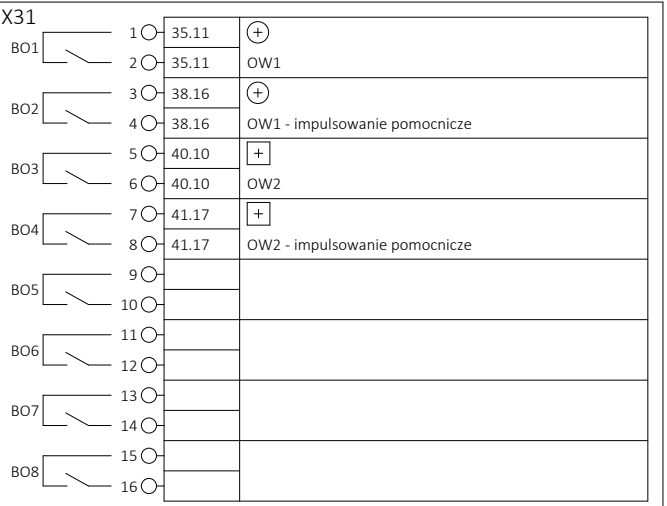 X31
BO1
1 35.11 +
2 35.11 OW1
BO2
3 38.16 +
4 38.16 OW1 - impulsowanie pomocnicze
BO3
5 40.10 +
6 40.10 OW2
BO4
7 41.17 +
8 41.17 OW2 - impulsowanie pomocnicze
BO5
9
10
BO6
11
12
BO7
13
14
BO8
15
16